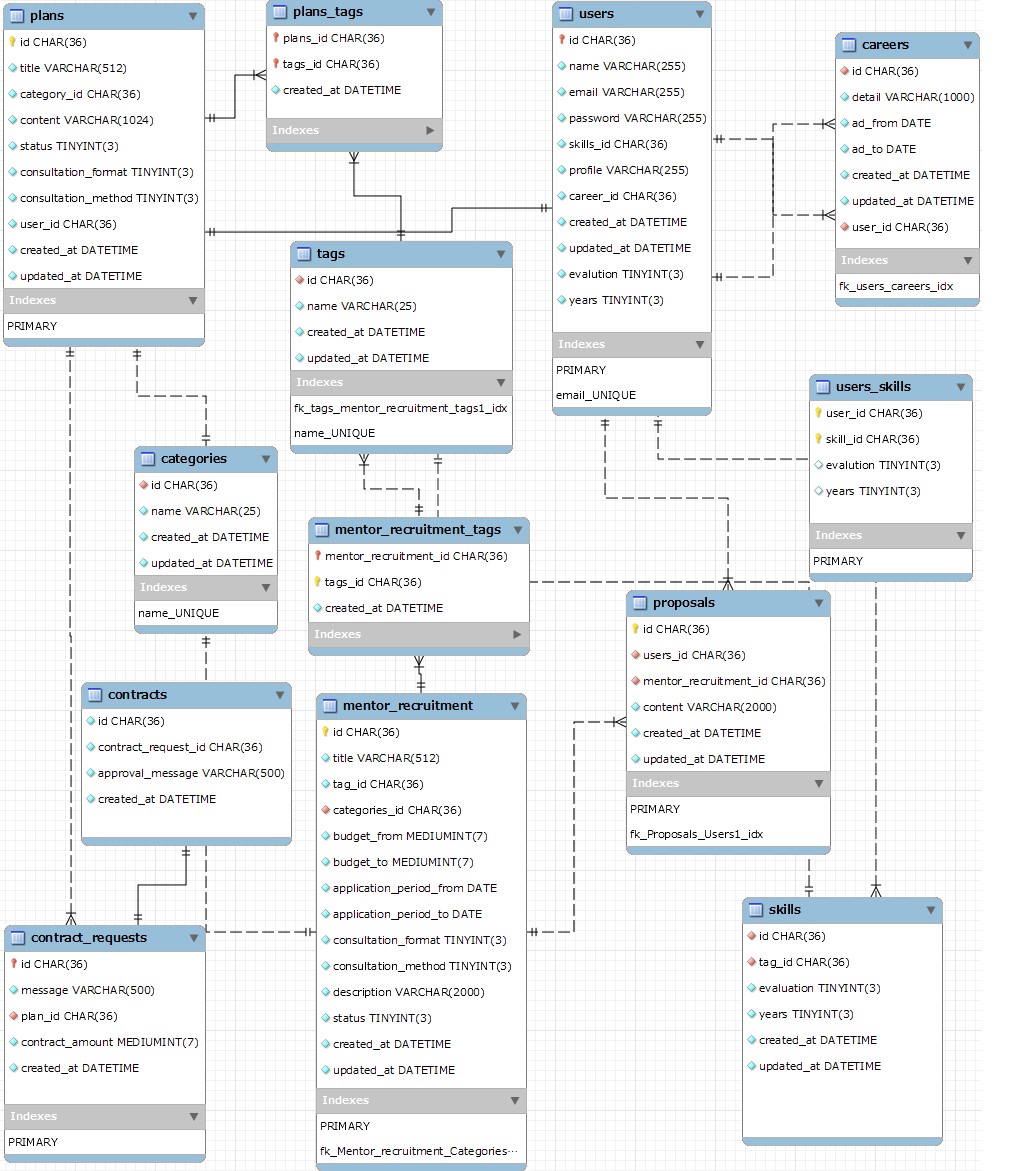 plans
id CHAR(36)
title VARCHAR(512)
category_id CHAR(36)
content VARCHAR(1024)
status TINYINT(3)
consultation_format TINYINT(3)
consultation_method TINYINT(3)
user_id CHAR(36)
created_at DATETIME
updated_at DATETIME
Indexes
PRIMARY
plans_tags
plans_id CHAR(36)
tags_id CHAR(36)
created_at DATETIME
Indexes
users
id CHAR(36)
name VARCHAR(255)
email VARCHAR(255)
password VARCHAR(255)
skills_id CHAR(36)
profile VARCHAR(255)
career_id CHAR(36)
created_at DATETIME
updated_at DATETIME
evalution TINYINT(3)
years TINYINT(3)
Indexes
PRIMARY
email_UNIQUE
careers
id CHAR(36)
detail VARCHAR(1000)
ad_from DATE
ad_to DATE
created_at DATETIME
updated_at DATETIME
user_id CHAR(36)
Indexes
fk_users_careers_idx
tags
id CHAR(36)
name VARCHAR(25)
created_at DATETIME
updated_at DATETIME
Indexes
fk_tags_mentor_recruitment_tags1_idx
name_UNIQUE
users_skills
user_id CHAR(36)
skill_id CHAR(36)
evalution TINYINT(3)
years TINYINT(3)
Indexes
PRIMARY
categories
id CHAR(36)
name VARCHAR(25)
created_at DATETIME
updated_at DATETIME
Indexes
name_UNIQUE
mentor_recruitment_tags
mentor_recruitment_id CHAR(36)
tags_id CHAR(36)
created_at DATETIME
Indexes
proposals
id CHAR(36)
users_id CHAR(36)
mentor_recruitment_id CHAR(36)
content VARCHAR(2000)
created_at DATETIME
updated_at DATETIME
Indexes
PRIMARY
fk_Proposals_Users1_idx
contracts
id CHAR(36)
contract_request_id CHAR(36)
approval_message VARCHAR(500)
created_at DATETIME
mentor_recruitment
id CHAR(36)
title VARCHAR(512)
tag_id CHAR(36)
categories_id CHAR(36)
budget_from MEDIUMINT(7)
budget_to MEDIUMINT(7)
application_period_from DATE
application_period_to DATE
consultation_format TINYINT(3)
consultation_method TINYINT(3)
description VARCHAR(2000)
status TINYINT(3)
created_at DATETIME
updated_at DATETIME
Indexes
PRIMARY
fk_Mentor_recruitment_Categories···
contract_requests
id CHAR(36)
message VARCHAR(500)
plan_id CHAR(36)
contract_amount MEDIUMINT(7)
created_at DATETIME
Indexes
PRIMARY
skills
id CHAR(36)
tag_id CHAR(36)
evaluation TINYINT(3)
years TINYINT(3)
created_at DATETIME
updated_at DATETIME